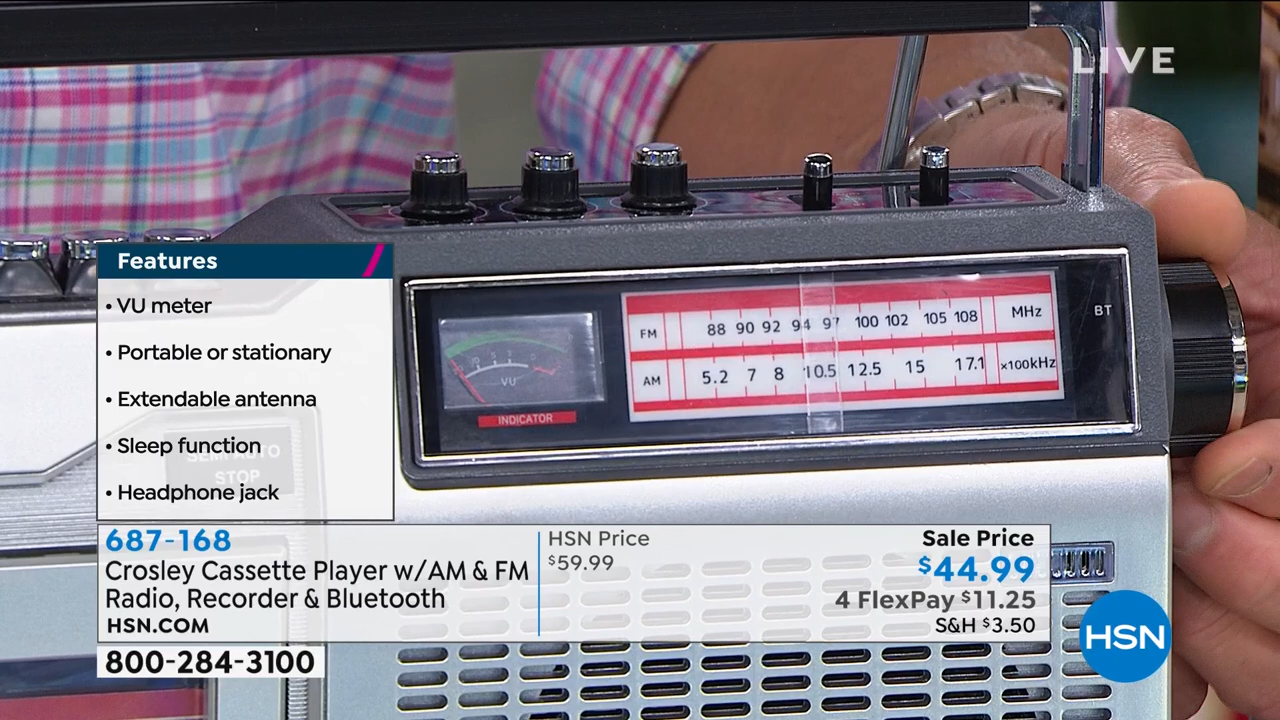 LIVE
Features
• VU meter
• Portable or stationary
• Extendable antenna
• Sleep function
• Headphone jack
AUTO
STOP
VU
INDICATOR
FM 88 90 92 94 97 100 102 105 108 MHz
AM 5.2 7 8 10.5 12.5 15 17.1 ×100kHz
BT
687-168
Crosley Cassette Player w/AM & FM
Radio, Recorder & Bluetooth
HSN.COM
HSN Price
$59.99
Sale Price
$44.99
4 FlexPay $11.25
S&H $3.50
800-284-3100
HSN